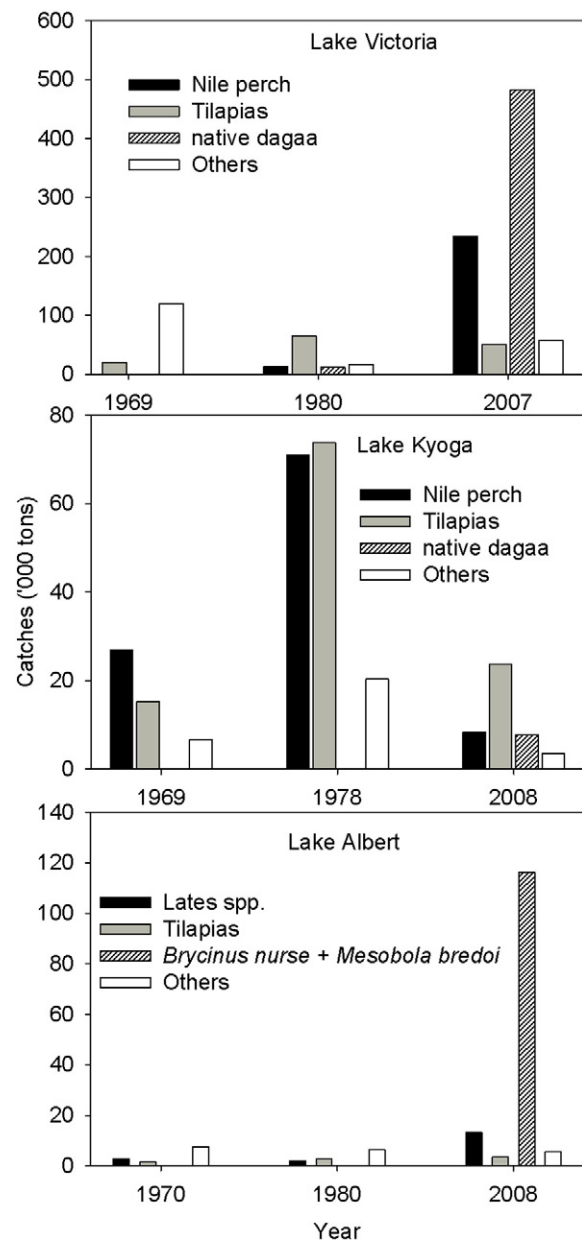 Lake Victoria
600
500
400
300
200
100
0
Nile perch
Tilapias
native dagaa
Others
1969 1980 2007
Lake Kyoga
80
60
40
20
0
Nile perch
Tilapias
native dagaa
Others
Catches ('000 tons)
1969 1978 2008
Lake Albert
140
120
100
80
60
40
20
0
Lates spp.
Tilapias
Brycinus nurse + Mesobola bredoi
Others
1970 1980 2008
Year